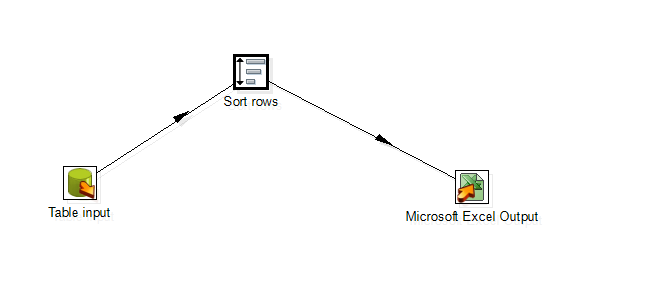 Sort rows
Table input
Microsoft Excel Output